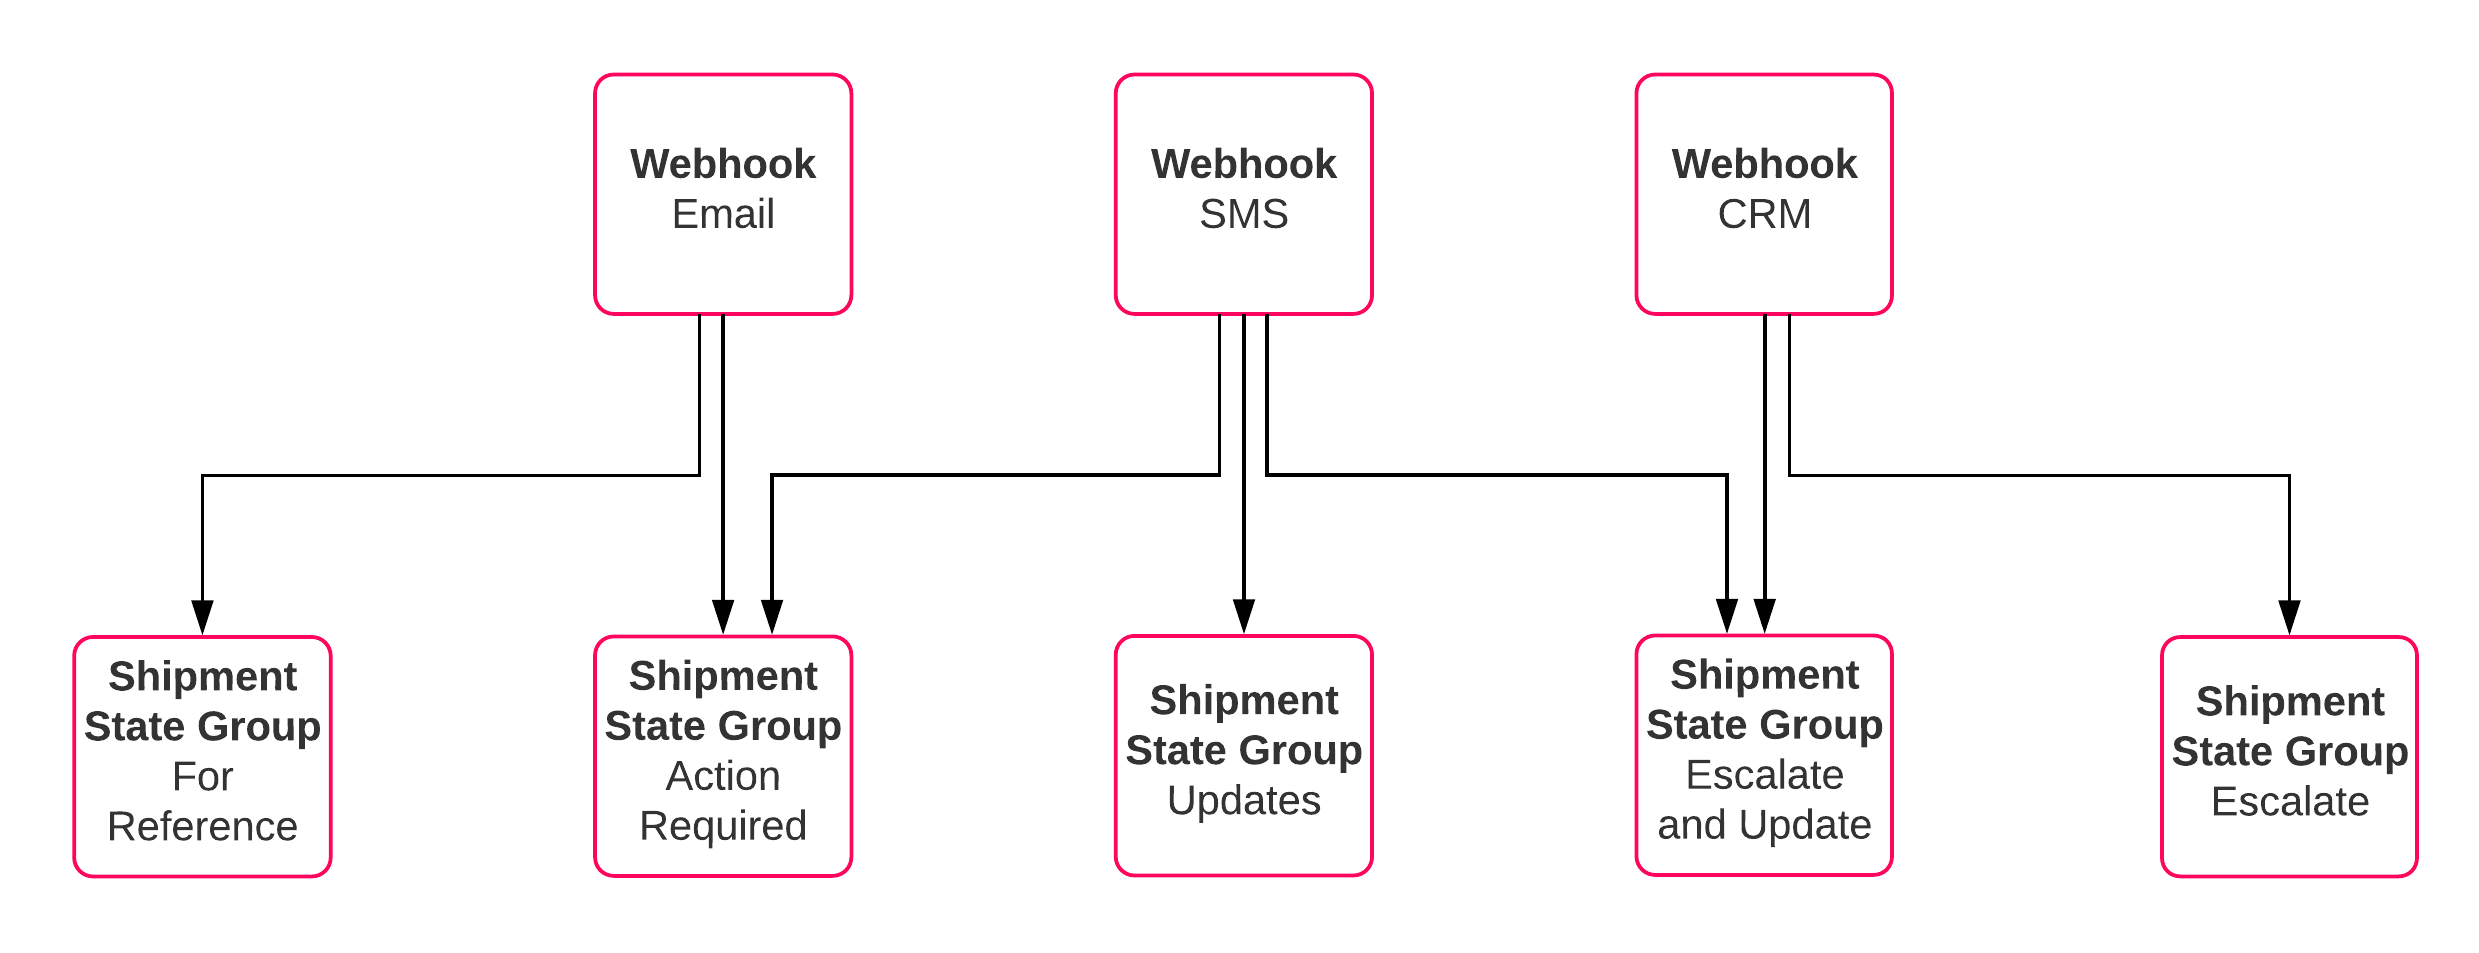 Webhook
Email
Webhook
SMS
Webhook
CRM
Shipment
State Group
For
Reference
Shipment
State Group
Action
Required
Shipment
State Group
Updates
Shipment
State Group
Escalate
and Update
Shipment
State Group
Escalate